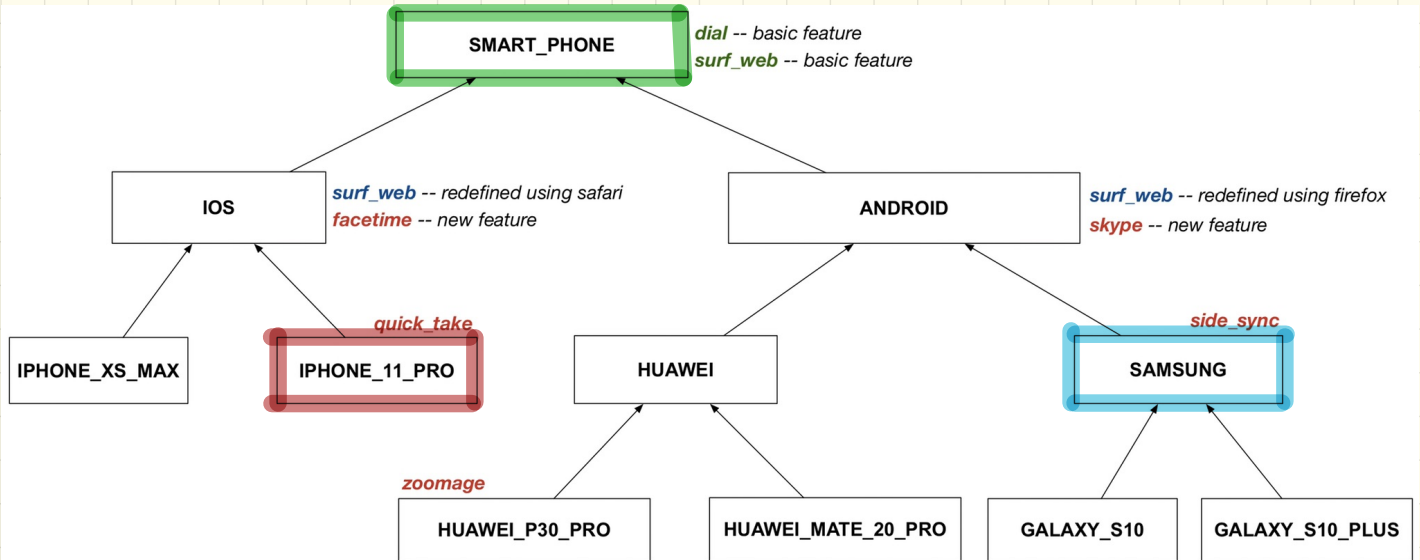 SMART_PHONE
dial -- basic feature
surf_web -- basic feature
IOS
surf_web -- redefined using safari
facetime -- new feature
ANDROID
surf_web -- redefined using firefox
skype -- new feature
IPHONE_XS_MAX
quick_take
IPHONE_11_PRO
HUAWEI
side_sync
SAMSUNG
zoomage
HUAWEI_P30_PRO
HUAWEI_MATE_20_PRO
GALAXY_S10
GALAXY_S10_PLUS